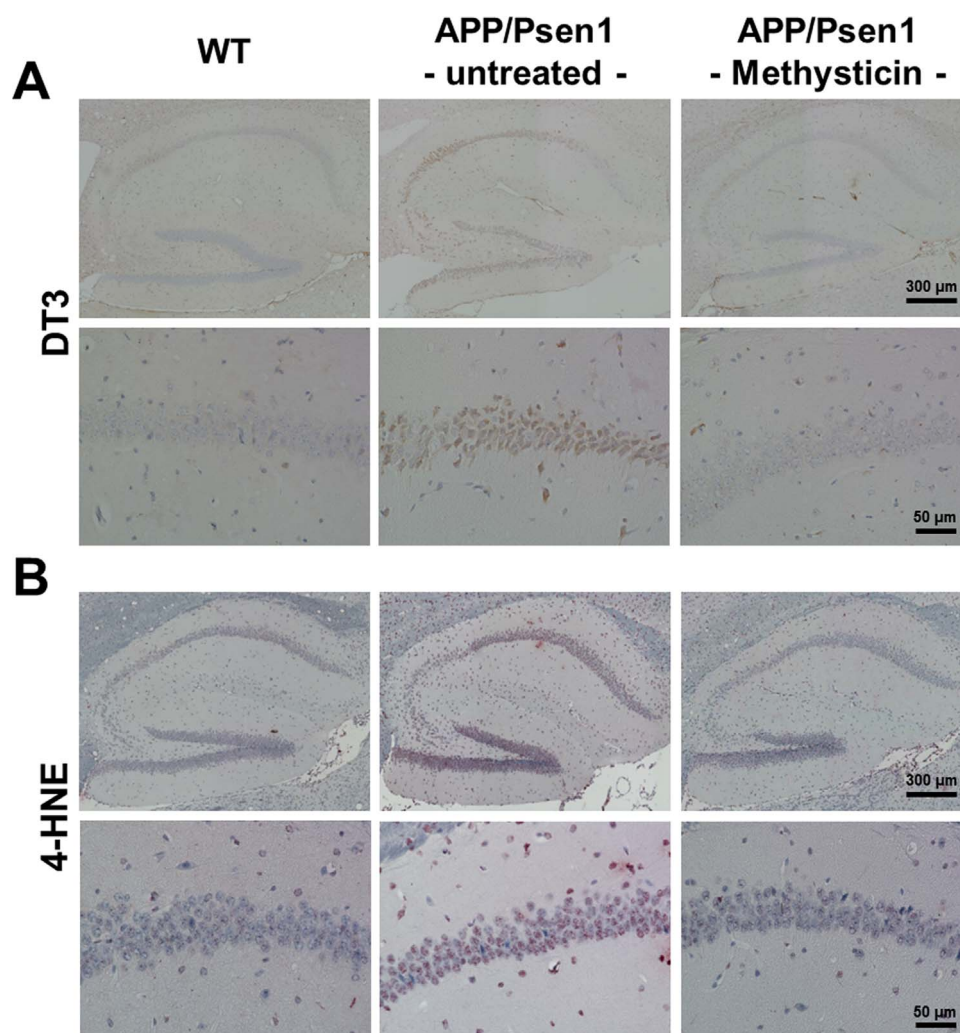 WT
APP/Psen1
- untreated -
APP/Psen1
- Methysticin -
A
DT3
300 µm
50 µm
B
4-HNE
300 µm
50 µm